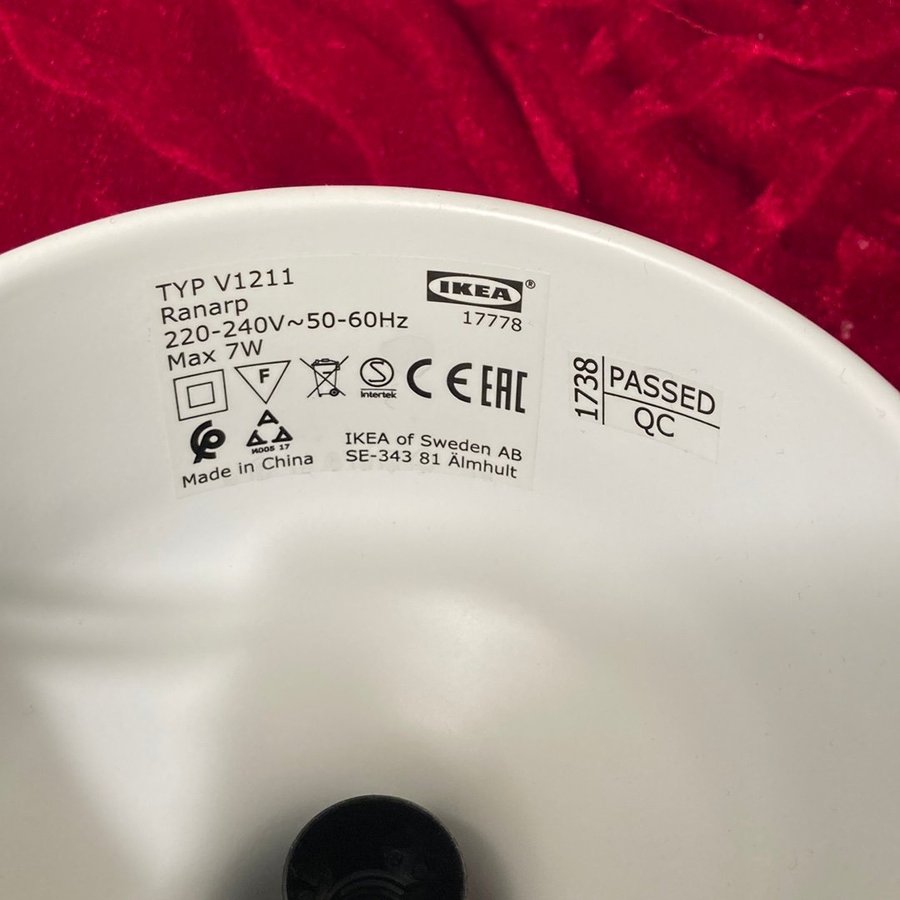 TYP V1211
Ranarp
220-240V~50-60Hz
Max 7W
IKEA®
17778
F
S
Intertek
CE
EAC
M005 17
Made in China
IKEA of Sweden AB
SE-343 81 Älmhult
1738
PASSED
QC